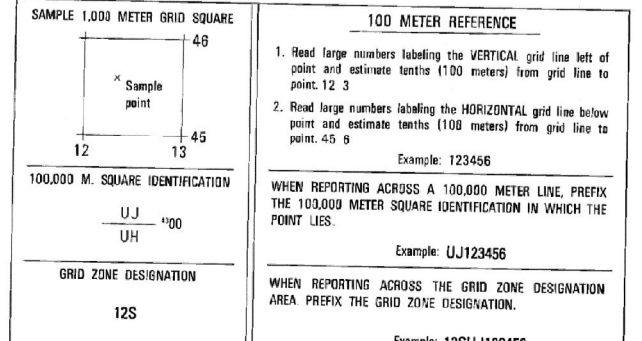 SAMPLE 1,000 METER GRID SQUARE
46
Sample
point
45
12 13
100,000 M. SQUARE IDENTIFICATION
UJ
4300
UH
GRID ZONE DESIGNATION
12S
100 METER REFERENCE
1. Read large numbers labeling the VERTICAL grid line left of
point and estimate tenths (100 meters) from grid line to
point. 12 3
2. Read large numbers labeling the HORIZONTAL grid line below
point and estimate tenths (100 meters) from grid line to
point. 45 6
Example: 123456
WHEN REPORTING ACROSS A 100,000 METER LINE, PREFIX
THE 100,000 METER SQUARE IDENTIFICATION IN WHICH THE
POINT LIES.
Example: UJ123456
WHEN REPORTING ACROSS THE GRID ZONE DESIGNATION
AREA. PREFIX THE GRID ZONE DESIGNATION.
Example: 12SUJ123456